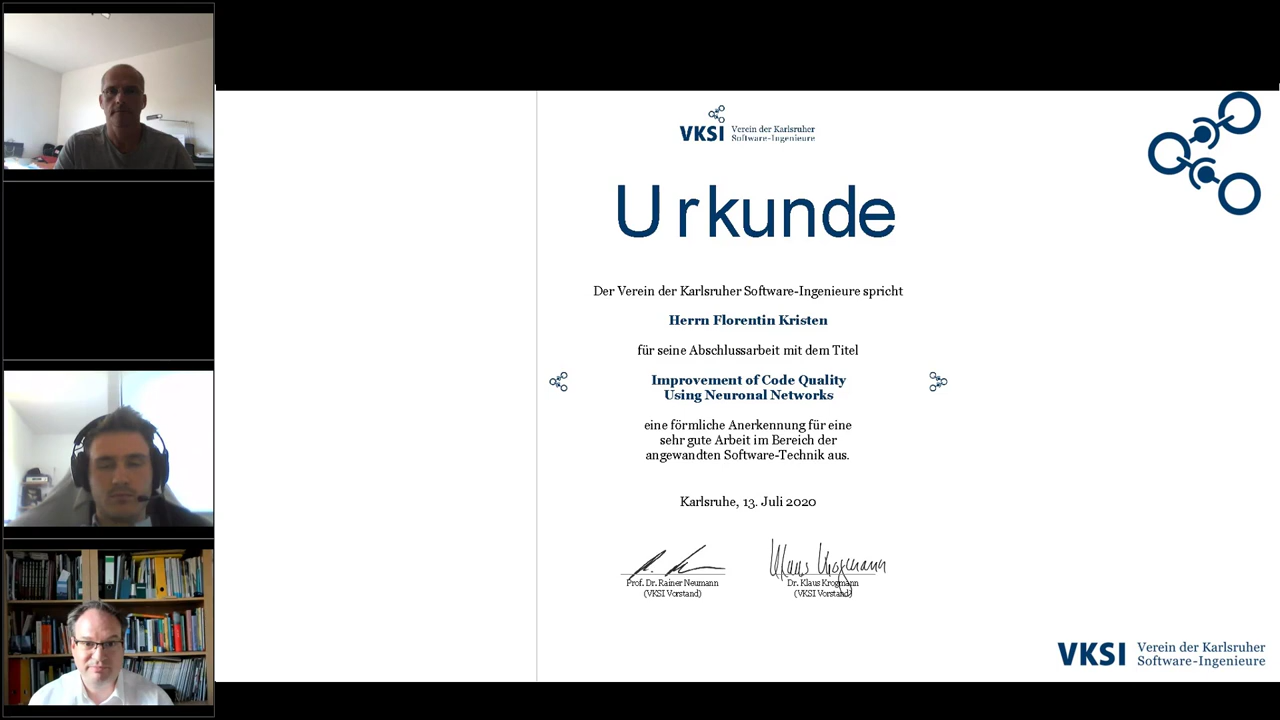 VKSI Verein der Karlsruher
Software-Ingenieure
Urkunde
Der Verein der Karlsruher Software-Ingenieure spricht
Herrn Florentin Kristen
für seine Abschlussarbeit mit dem Titel
Improvement of Code Quality
Using Neuronal Networks
eine förmliche Anerkennung für eine
sehr gute Arbeit im Bereich der
angewandten Software-Technik aus.
Karlsruhe, 13. Juli 2020
Klaus Krogmann
Prof. Dr. Rainer Neumann
(VKSI Vorstand)
Dr. Klaus Krogmann
(VKSI Vorstand)
VKSI Verein der Karlsruher
Software-Ingenieure